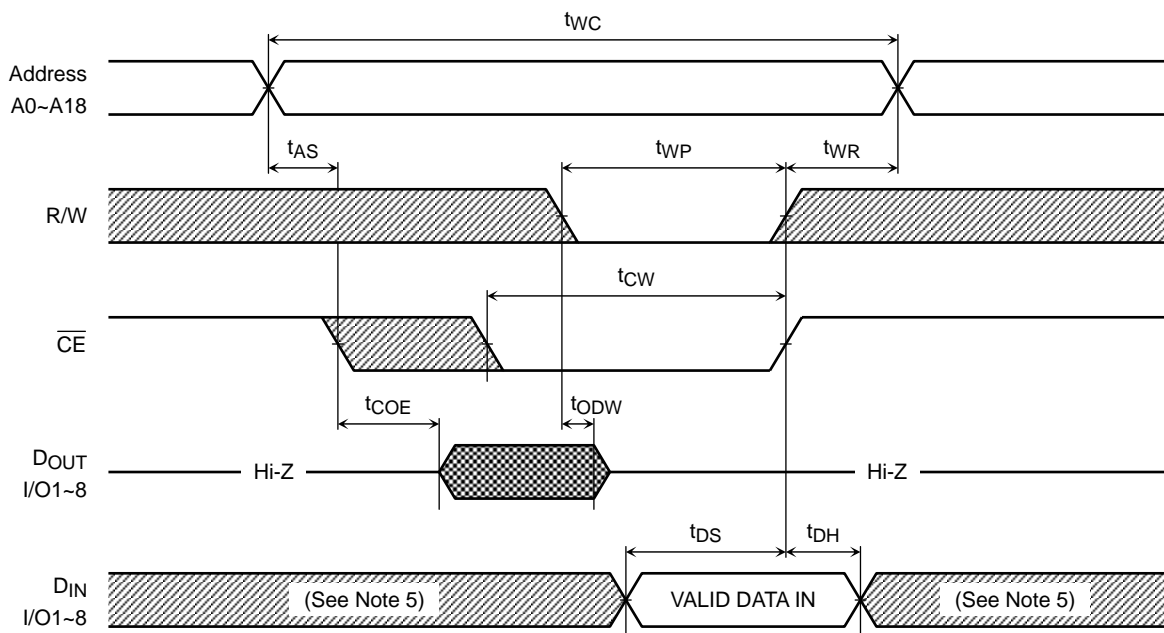 tWC
Address
A0~A18
tAS
tWP
tWR
R/W
tCW
CE
tCOE
tODW
DOUT
I/O1~8
Hi-Z
Hi-Z
tDS
tDH
DIN
I/O1~8
(See Note 5)
VALID DATA IN
(See Note 5)